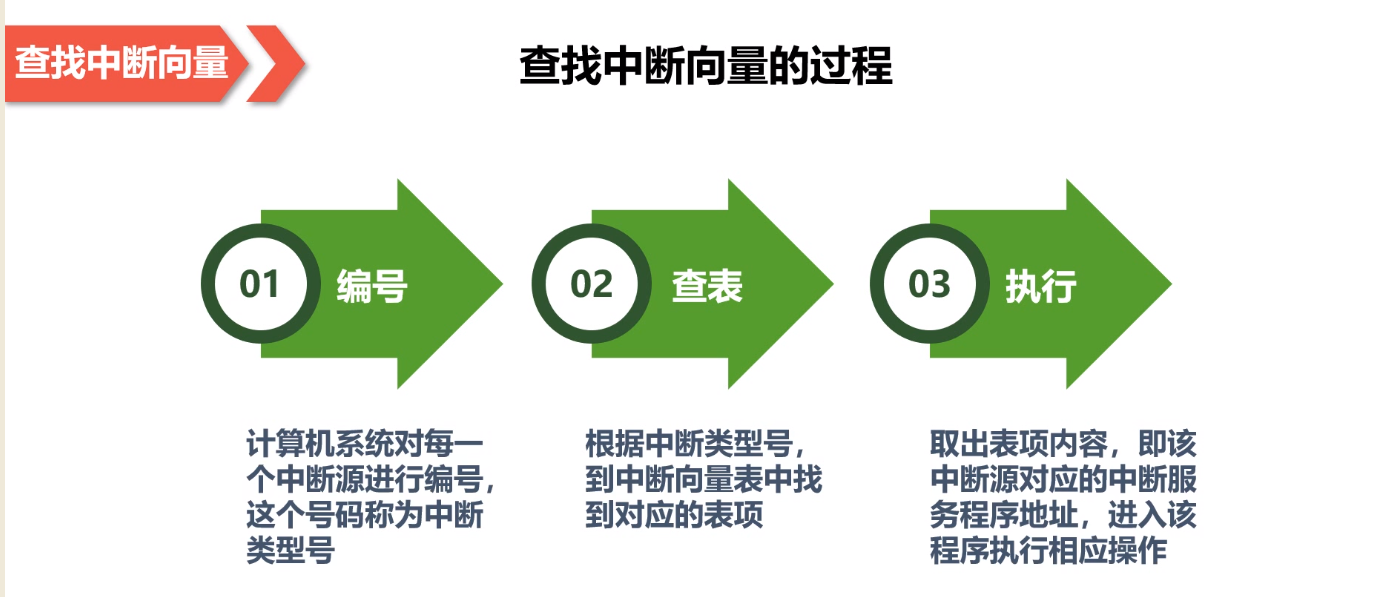 查找中断向量
查找中断向量的过程
01
编号
02
查表
03
执行
计算机系统对每一
个中断源进行编号，
这个号码称为中断
类型号
根据中断类型号，
到中断向量表中找
到对应的表项
取出表项内容，即该
中断源对应的中断服
务程序地址，进入该
程序执行相应操作